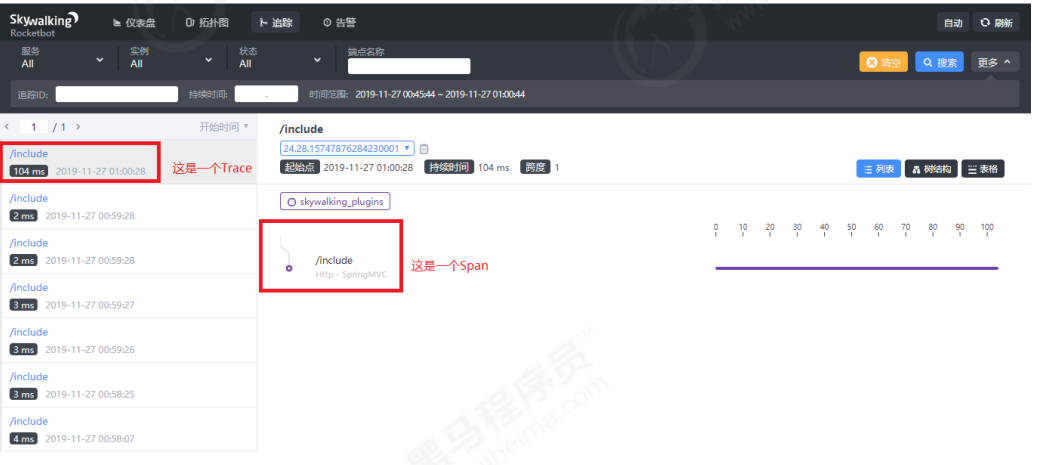 Skywalking
Rocketbot
仪表盘
拓扑图
追踪
告警
自动
刷新
服务
All
实例
All
状态
All
端点名称
清空
搜索
更多
追踪ID:
持续时间: -
时间范围: 2019-11-27 00:45:44 ~ 2019-11-27 01:00:44
< 1 / 1 >
开始时间
/include
104 ms 2019-11-27 01:00:28
这是一个Trace
/include
2 ms 2019-11-27 00:59:28
/include
2 ms 2019-11-27 00:59:28
/include
3 ms 2019-11-27 00:59:27
/include
3 ms 2019-11-27 00:59:26
/include
3 ms 2019-11-27 00:58:25
/include
4 ms 2019-11-27 00:58:07
/include
24.28.15747876284230001
起始点 2019-11-27 01:00:28 持续时间 104 ms 跨度 1
列表
树结构
表格
skywalking_plugins
0 10 20 30 40 50 60 70 80 90 100
/include
Http - SpringMVC
这是一个Span
黑马程序员
itheima.com